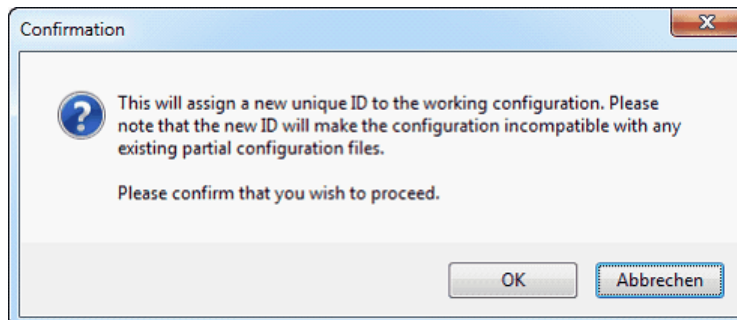 Confirmation
This will assign a new unique ID to the working configuration. Please
note that the new ID will make the configuration incompatible with any
existing partial configuration files.
Please confirm that you wish to proceed.
OK
Abbrechen